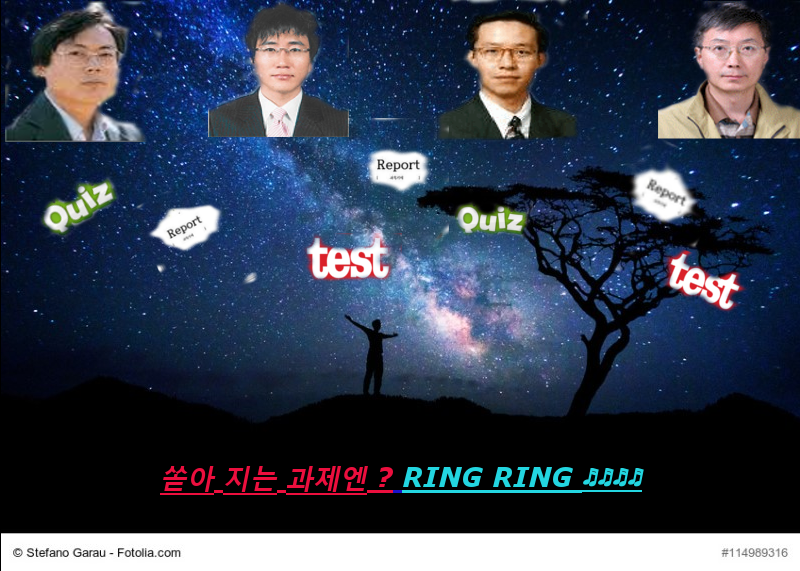 Report
Quiz
Report
Report
Quiz
test
test
쏟아 지는 과제엔 ? RING RING ♫♫♫♫
© Stefano Garau - Fotolia.com
#114989316